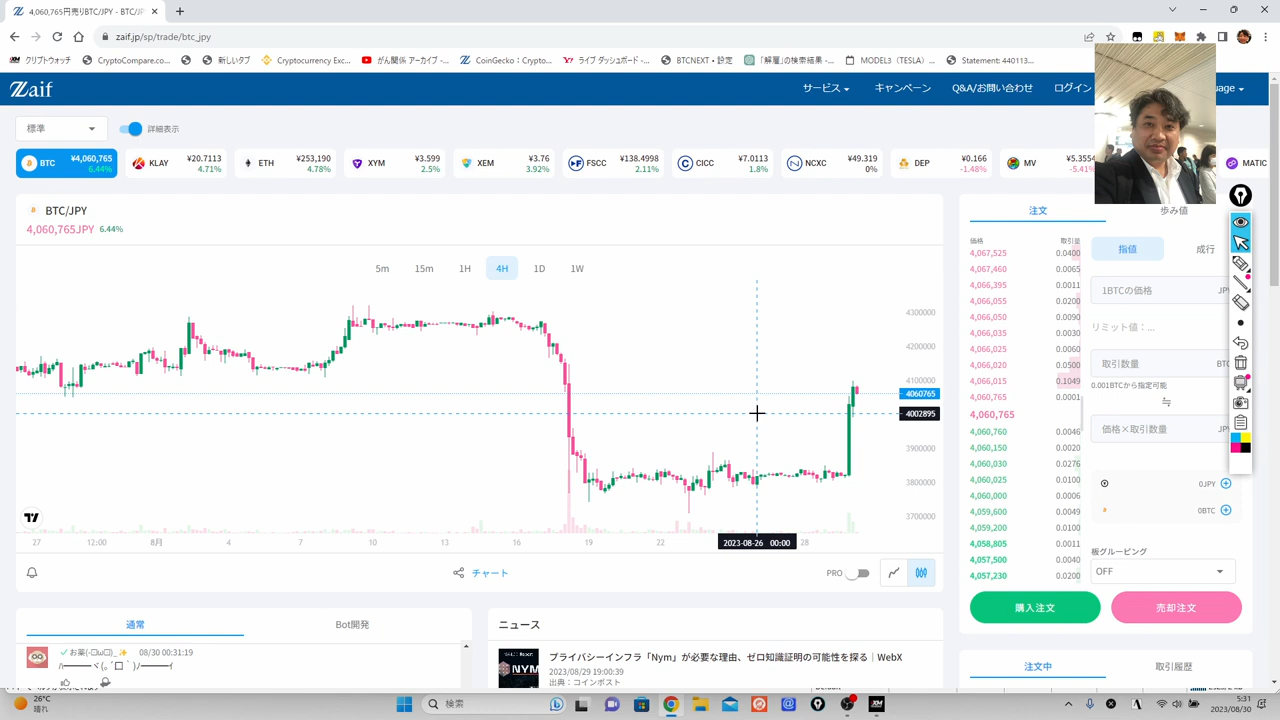 4,060,765円売りBTC/JPY - BTC/JP
zaif.jp/sp/trade/btc_jpy
クリプトウォッチ CryptoCompare.co... 新しいタブ Cryptocurrency Exc... がん関係 アーカイブ -... CoinGecko : Crypto... ライブ ダッシュボード -... BTCNEXT • 設定 「解雇」の検索結果 -... MODEL3（TESLA）... Statement: 440113...
Zaif サービス キャンペーン Q&A/お問い合わせ ログイン uage
標準 詳細表示
BTC ¥4,060,765 6.44%
KLAY ¥20.7113 4.71%
ETH ¥253,190 4.78%
XYM ¥3.599 2.5%
XEM ¥3.76 3.92%
FSCC ¥138.4998 2.11%
CICC ¥7.0113 1.8%
NCXC ¥49.319 0%
DEP ¥0.166 -1.48%
MV ¥5.3554 -5.41%
MATIC
BTC/JPY
4,060,765JPY 6.44%
5m 15m 1H 4H 1D 1W
4300000
4200000
4100000
4060765
4002895
3900000
3800000
3700000
27 12:00 8月 4 7 10 13 16 19 22 2023-08-26 00:00 28
チャート PRO
注文 歩み値
価格 取引量
4,067,525 0.0400
4,067,460 0.0065
4,066,395 0.0011
4,066,055 0.0200
4,066,050 0.0090
4,066,035 0.0030
4,066,025 0.0060
4,066,020 0.0500
4,066,015 0.1049
4,060,765 0.0001
4,060,765
4,060,760 0.0046
4,060,150 0.0020
4,060,030 0.0276
4,060,025 0.0100
4,060,000 0.0006
4,059,600 0.0049
4,059,200 0.0100
4,058,805 0.0011
4,057,500 0.0040
4,057,230 0.0200
指値 成行
1BTCの価格 JP
リミット値：...
取引数量 BTC
0.001BTCから指定可能
価格×取引数量 JP
0JPY
0BTC
板グルーピング
OFF
購入注文 売却注文
注文中 取引履歴
通常 Bot開発
08/30 00:31:19
ニュース
プライバシーインフラ「Nym」が必要な理由、ゼロ知識証明の可能性を探る｜WebX
2023/08/29 19:00:39
出典：コインポスト
NYM
26°C
晴れ
検索
A
5:31
2023/08/30